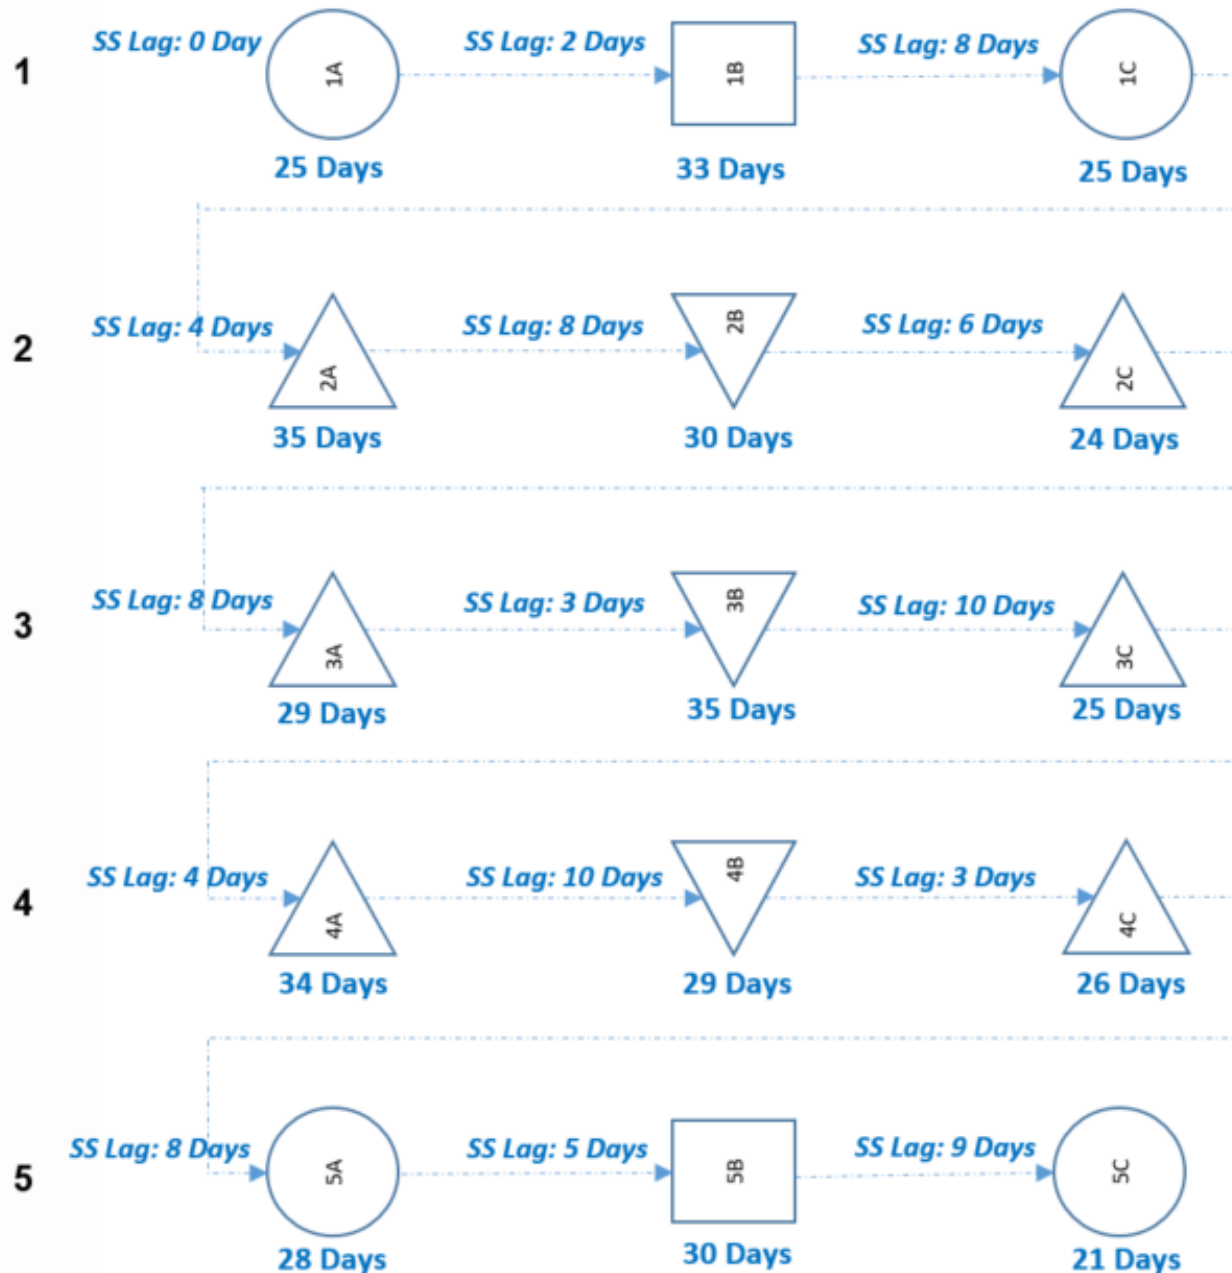 SS Lag: 0 Day SS Lag: 2 Days SS Lag: 8 Days
1 1A 1B 1C
25 Days 33 Days 25 Days
SS Lag: 4 Days SS Lag: 8 Days SS Lag: 6 Days
2 2A 2B 2C
35 Days 30 Days 24 Days
SS Lag: 8 Days SS Lag: 3 Days SS Lag: 10 Days
3 3A 3B 3C
29 Days 35 Days 25 Days
SS Lag: 4 Days SS Lag: 10 Days SS Lag: 3 Days
4 4A 4B 4C
34 Days 29 Days 26 Days
SS Lag: 8 Days SS Lag: 5 Days SS Lag: 9 Days
5 5A 5B 5C
28 Days 30 Days 21 Days